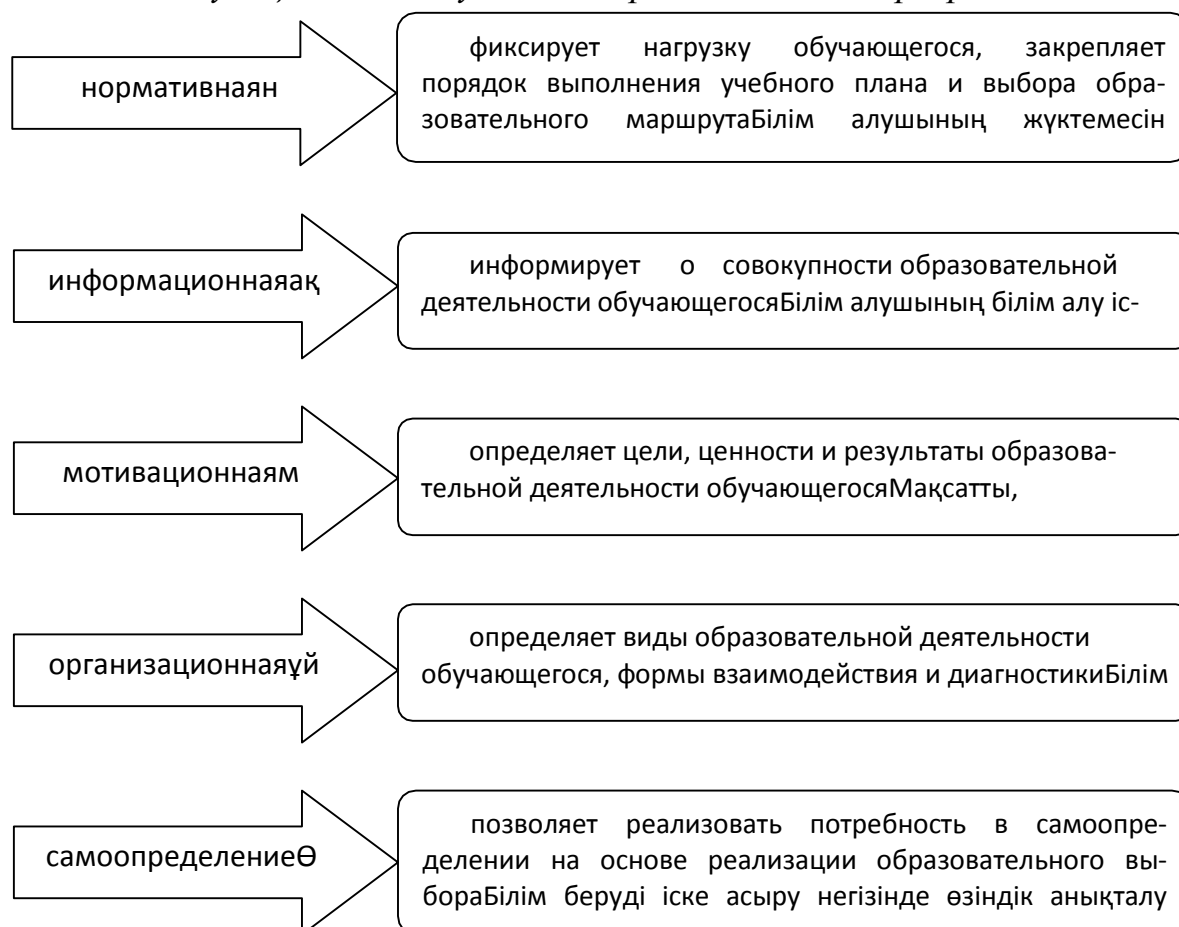 нормативнаян
фиксирует нагрузку обучающегося, закрепляет
порядок выполнения учебного плана и выбора обра-
зовательного маршрутаБілім алушының жүктемесін
информационнаяақ
информирует о совокупности образовательной
деятельности обучающегосяБілім алушының білім алу іс-
мотивационнаям
определяет цели, ценности и результаты образова-
тельной деятельности обучающегосяМақсатты,
организационнаяұй
определяет виды образовательной деятельности
обучающегося, формы взаимодействия и диагностикиБілім
самоопределениеӨ
позволяет реализовать потребность в самоопре-
делении на основе реализации образовательного вы-
бораБілім беруді іске асыру негізінде өзіндік анықталу